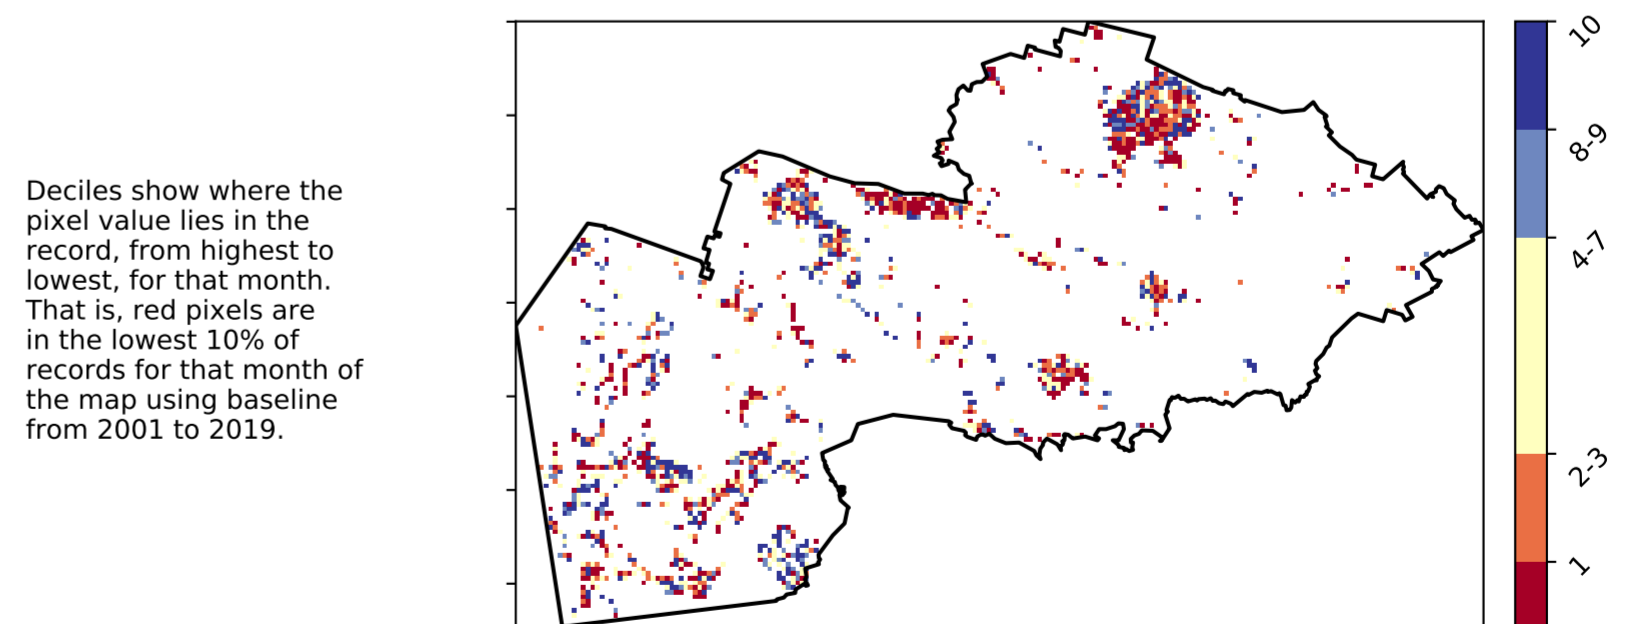 Deciles show where the
pixel value lies in the
record, from highest to
lowest, for that month.
That is, red pixels are
in the lowest 10% of
records for that month of
the map using baseline
from 2001 to 2019.
10
8-9
4-7
2-3
1